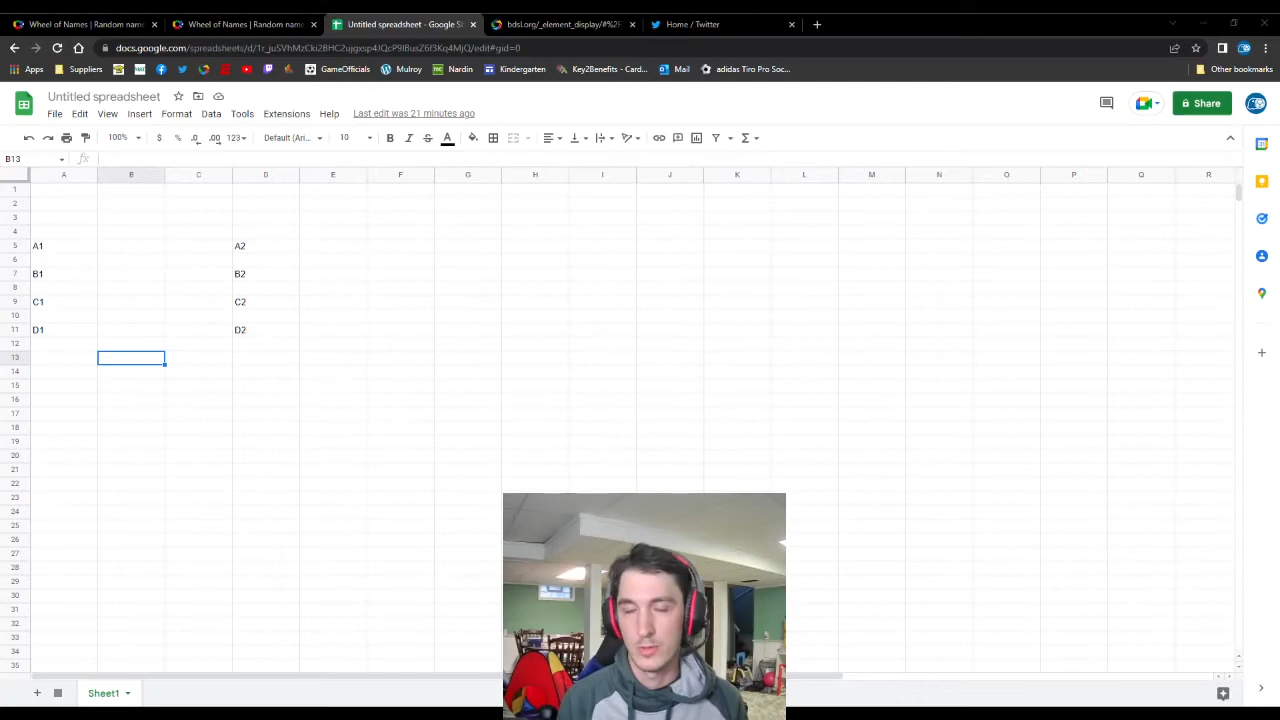 Wheel of Names | Random name
Wheel of Names | Random name
Untitled spreadsheet - Google Sh
bdsl.org/_element_display/#%2F
Home / Twitter
docs.google.com/spreadsheets/d/1r_juSVhMzCki2BHC2ujgxsp4JQcP9IBusZ6f3Kq4MjQ/edit#gid=0
Apps
Suppliers
GameOfficials
Mulroy
Nardin
Kindergarten
Key2Benefits - Card...
Mail
adidas Tiro Pro Soc...
Other bookmarks
Untitled spreadsheet
File Edit View Insert Format Data Tools Extensions Help Last edit was 21 minutes ago
Share
100% $ % .0 .00 123 Default (Ari... 10 B I S A
B13 fx
A B C D E F G H I J K L M N O P Q R
1
2
3
4
5 A1 A2
6
7 B1 B2
8
9 C1 C2
10
11 D1 D2
12
13
14
15
16
17
18
19
20
21
22
23
24
25
26
27
28
29
30
31
32
33
34
35
Sheet1